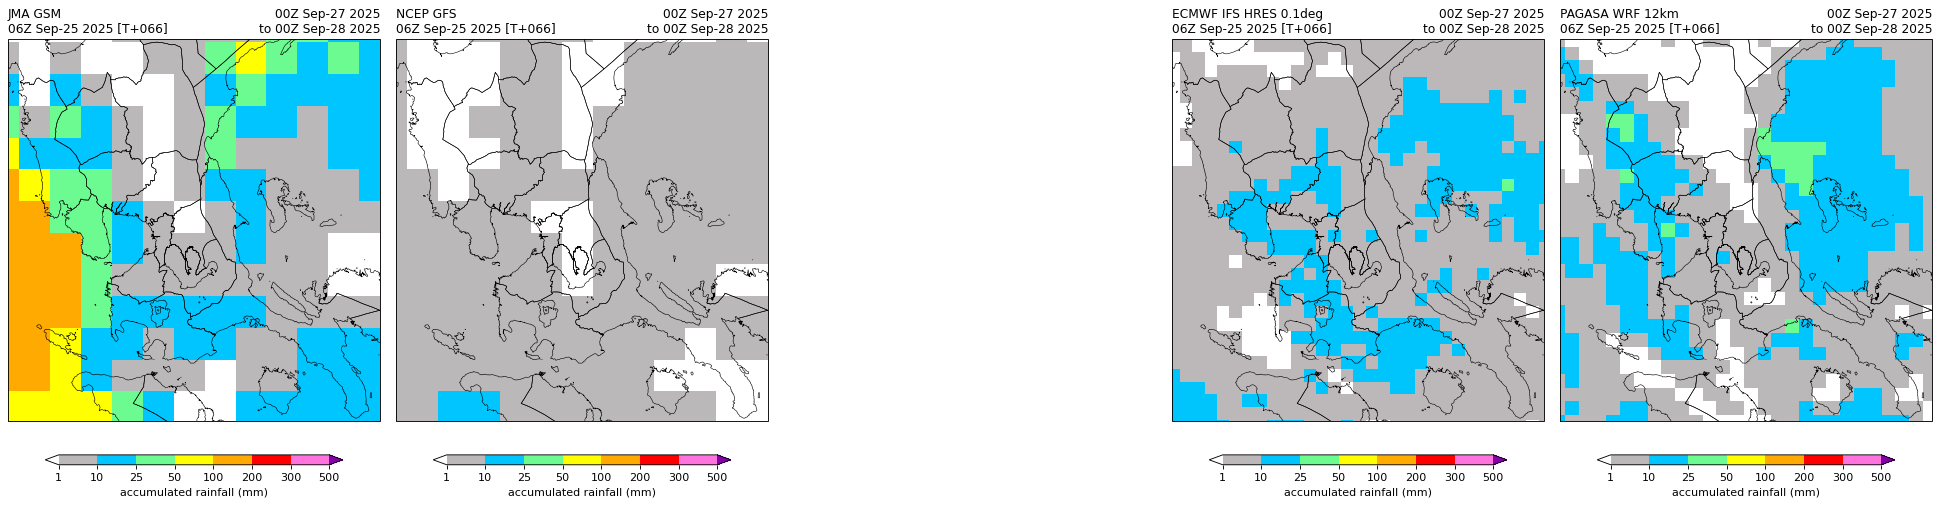 JMA GSM 00Z Sep-27 2025
06Z Sep-25 2025 [T+066] to 00Z Sep-28 2025
1 10 25 50 100 200 300 500
accumulated rainfall (mm)
NCEP GFS 00Z Sep-27 2025
06Z Sep-25 2025 [T+066] to 00Z Sep-28 2025
1 10 25 50 100 200 300 500
accumulated rainfall (mm)
ECMWF IFS HRES 0.1deg 00Z Sep-27 2025
06Z Sep-25 2025 [T+066] to 00Z Sep-28 2025
1 10 25 50 100 200 300 500
accumulated rainfall (mm)
PAGASA WRF 12km 00Z Sep-27 2025
06Z Sep-25 2025 [T+066] to 00Z Sep-28 2025
1 10 25 50 100 200 300 500
accumulated rainfall (mm)